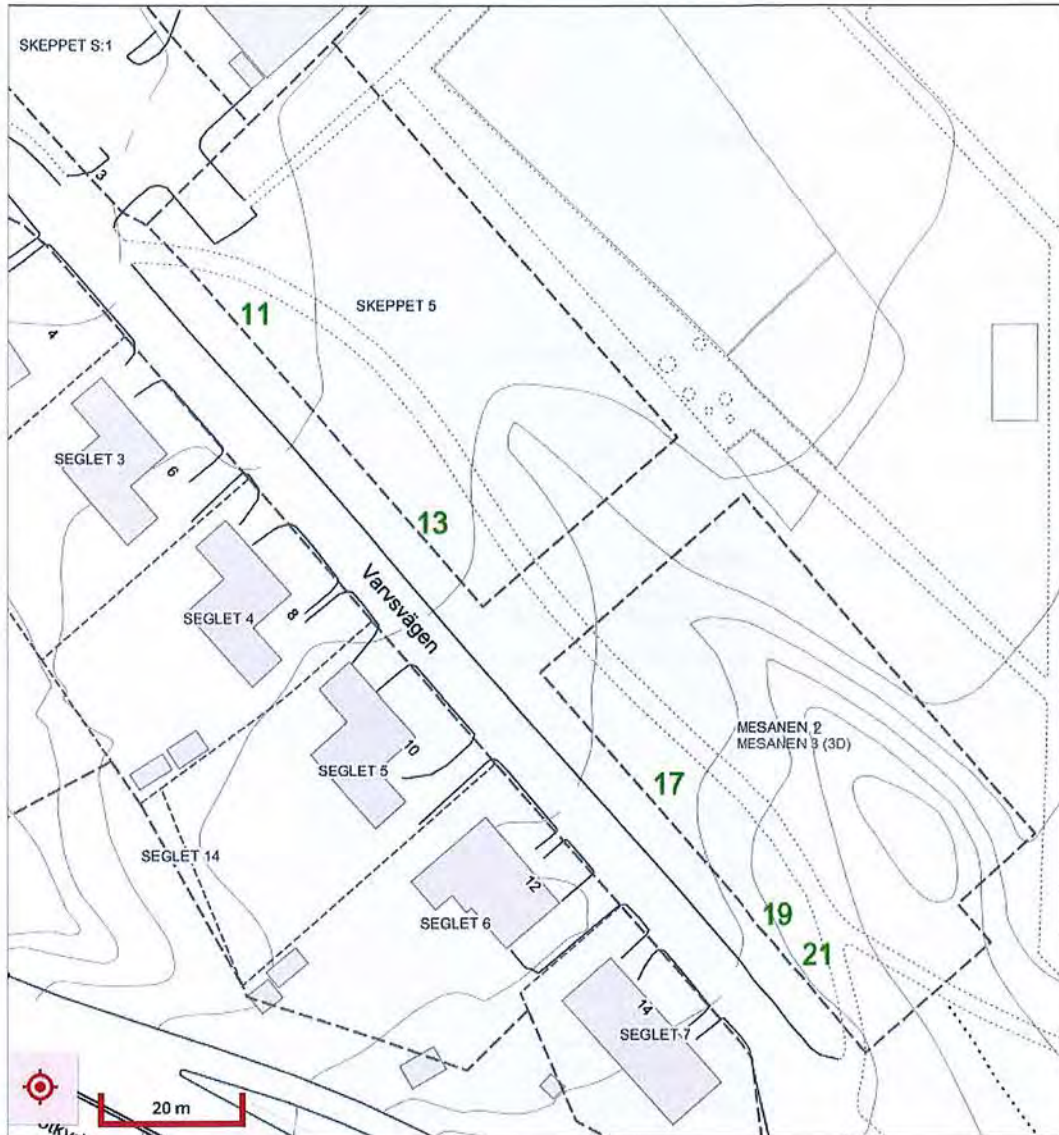 SKEPPET S:1
3
11
SKEPPET 5
4
SEGLET 3
6
13
SEGLET 4
8
Varvsvägen
SEGLET 5
10
MESANEN 2
MESANEN 3 (3D)
17
SEGLET 14
12
SEGLET 6
19
21
14
SEGLET 7
20 m